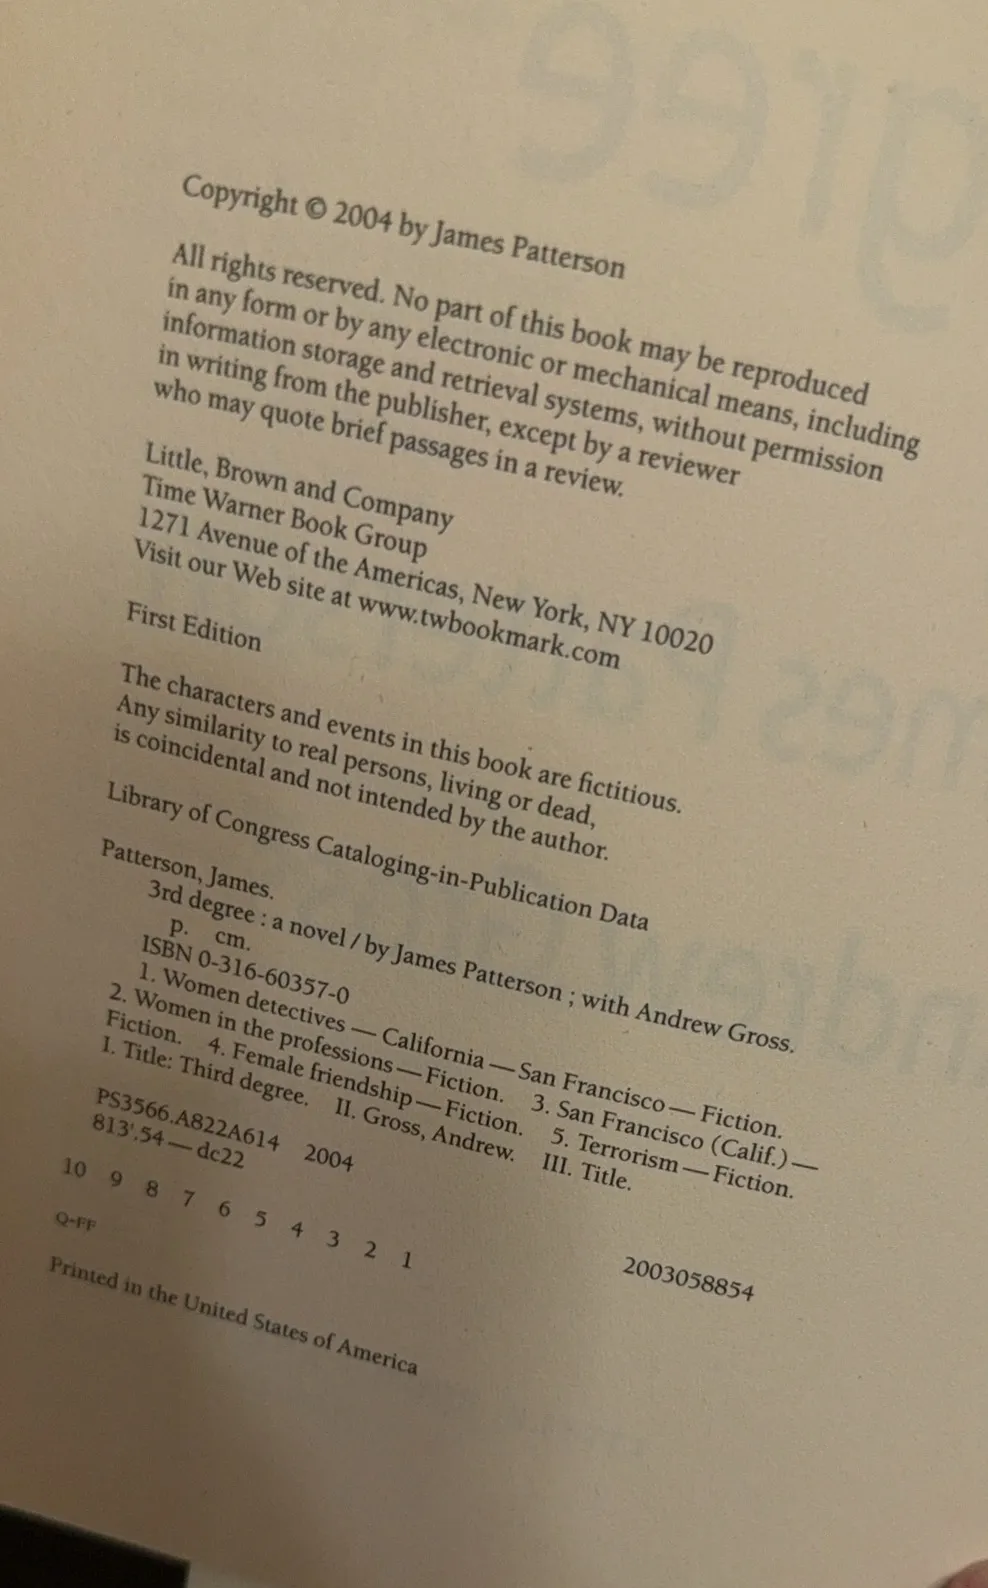 Copyright © 2004 by James Patterson
All rights reserved. No part of this book may be reproduced
in any form or by any electronic or mechanical means, including
information storage and retrieval systems, without permission
in writing from the publisher, except by a reviewer
who may quote brief passages in a review.
Little, Brown and Company
Time Warner Book Group
1271 Avenue of the Americas, New York, NY 10020
Visit our Web site at www.twbookmark.com
First Edition
The characters and events in this book are fictitious.
Any similarity to real persons, living or dead,
is coincidental and not intended by the author.
Library of Congress Cataloging-in-Publication Data
Patterson, James.
3rd degree : a novel / by James Patterson ; with Andrew Gross.
p. cm.
ISBN 0-316-60357-0
1. Women detectives — California — San Francisco — Fiction.
2. Women in the professions — Fiction. 3. San Francisco (Calif.) —
Fiction. 4. Female friendship — Fiction. 5. Terrorism — Fiction.
I. Title: Third degree. II. Gross, Andrew. III. Title.
PS3566.A822A614 2004
813'.54 — dc22
2003058854
10 9 8 7 6 5 4 3 2 1
Q-FF
Printed in the United States of America